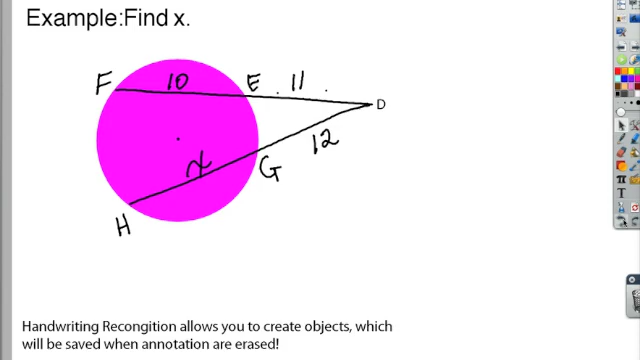 Example:Find x.
F 10 E 11
D
x G 12
H
Handwriting Recongition allows you to create objects, which
will be saved when annotation are erased!